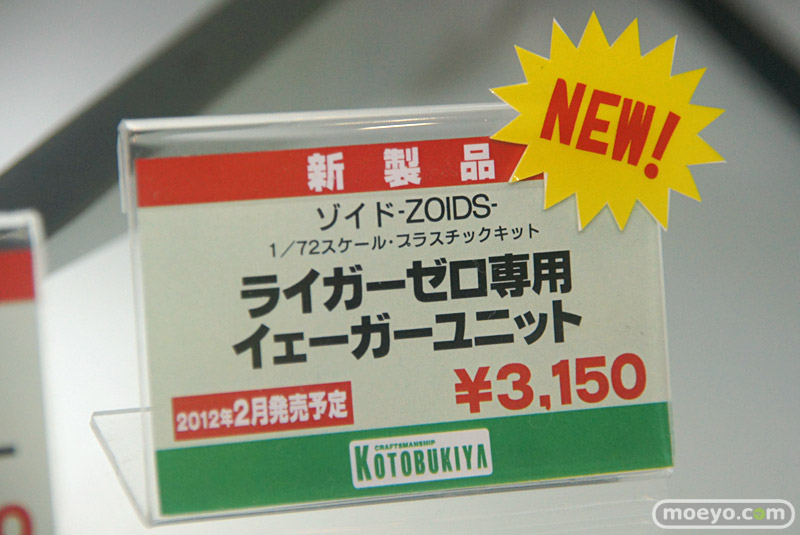 NEW!
新製品
ゾイド-ZOIDS-
1/72スケール・プラスチックキット
ライガーゼロ専用
イェーガーユニット
¥3,150
2012年2月発売予定
CRAFTSMANSHIP
KOTOBUKIYA
moeyo.com